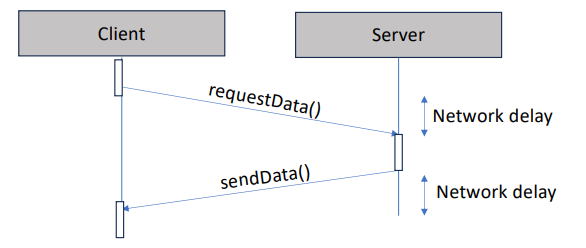 Client
Server
requestData()
Network delay
sendData()
Network delay